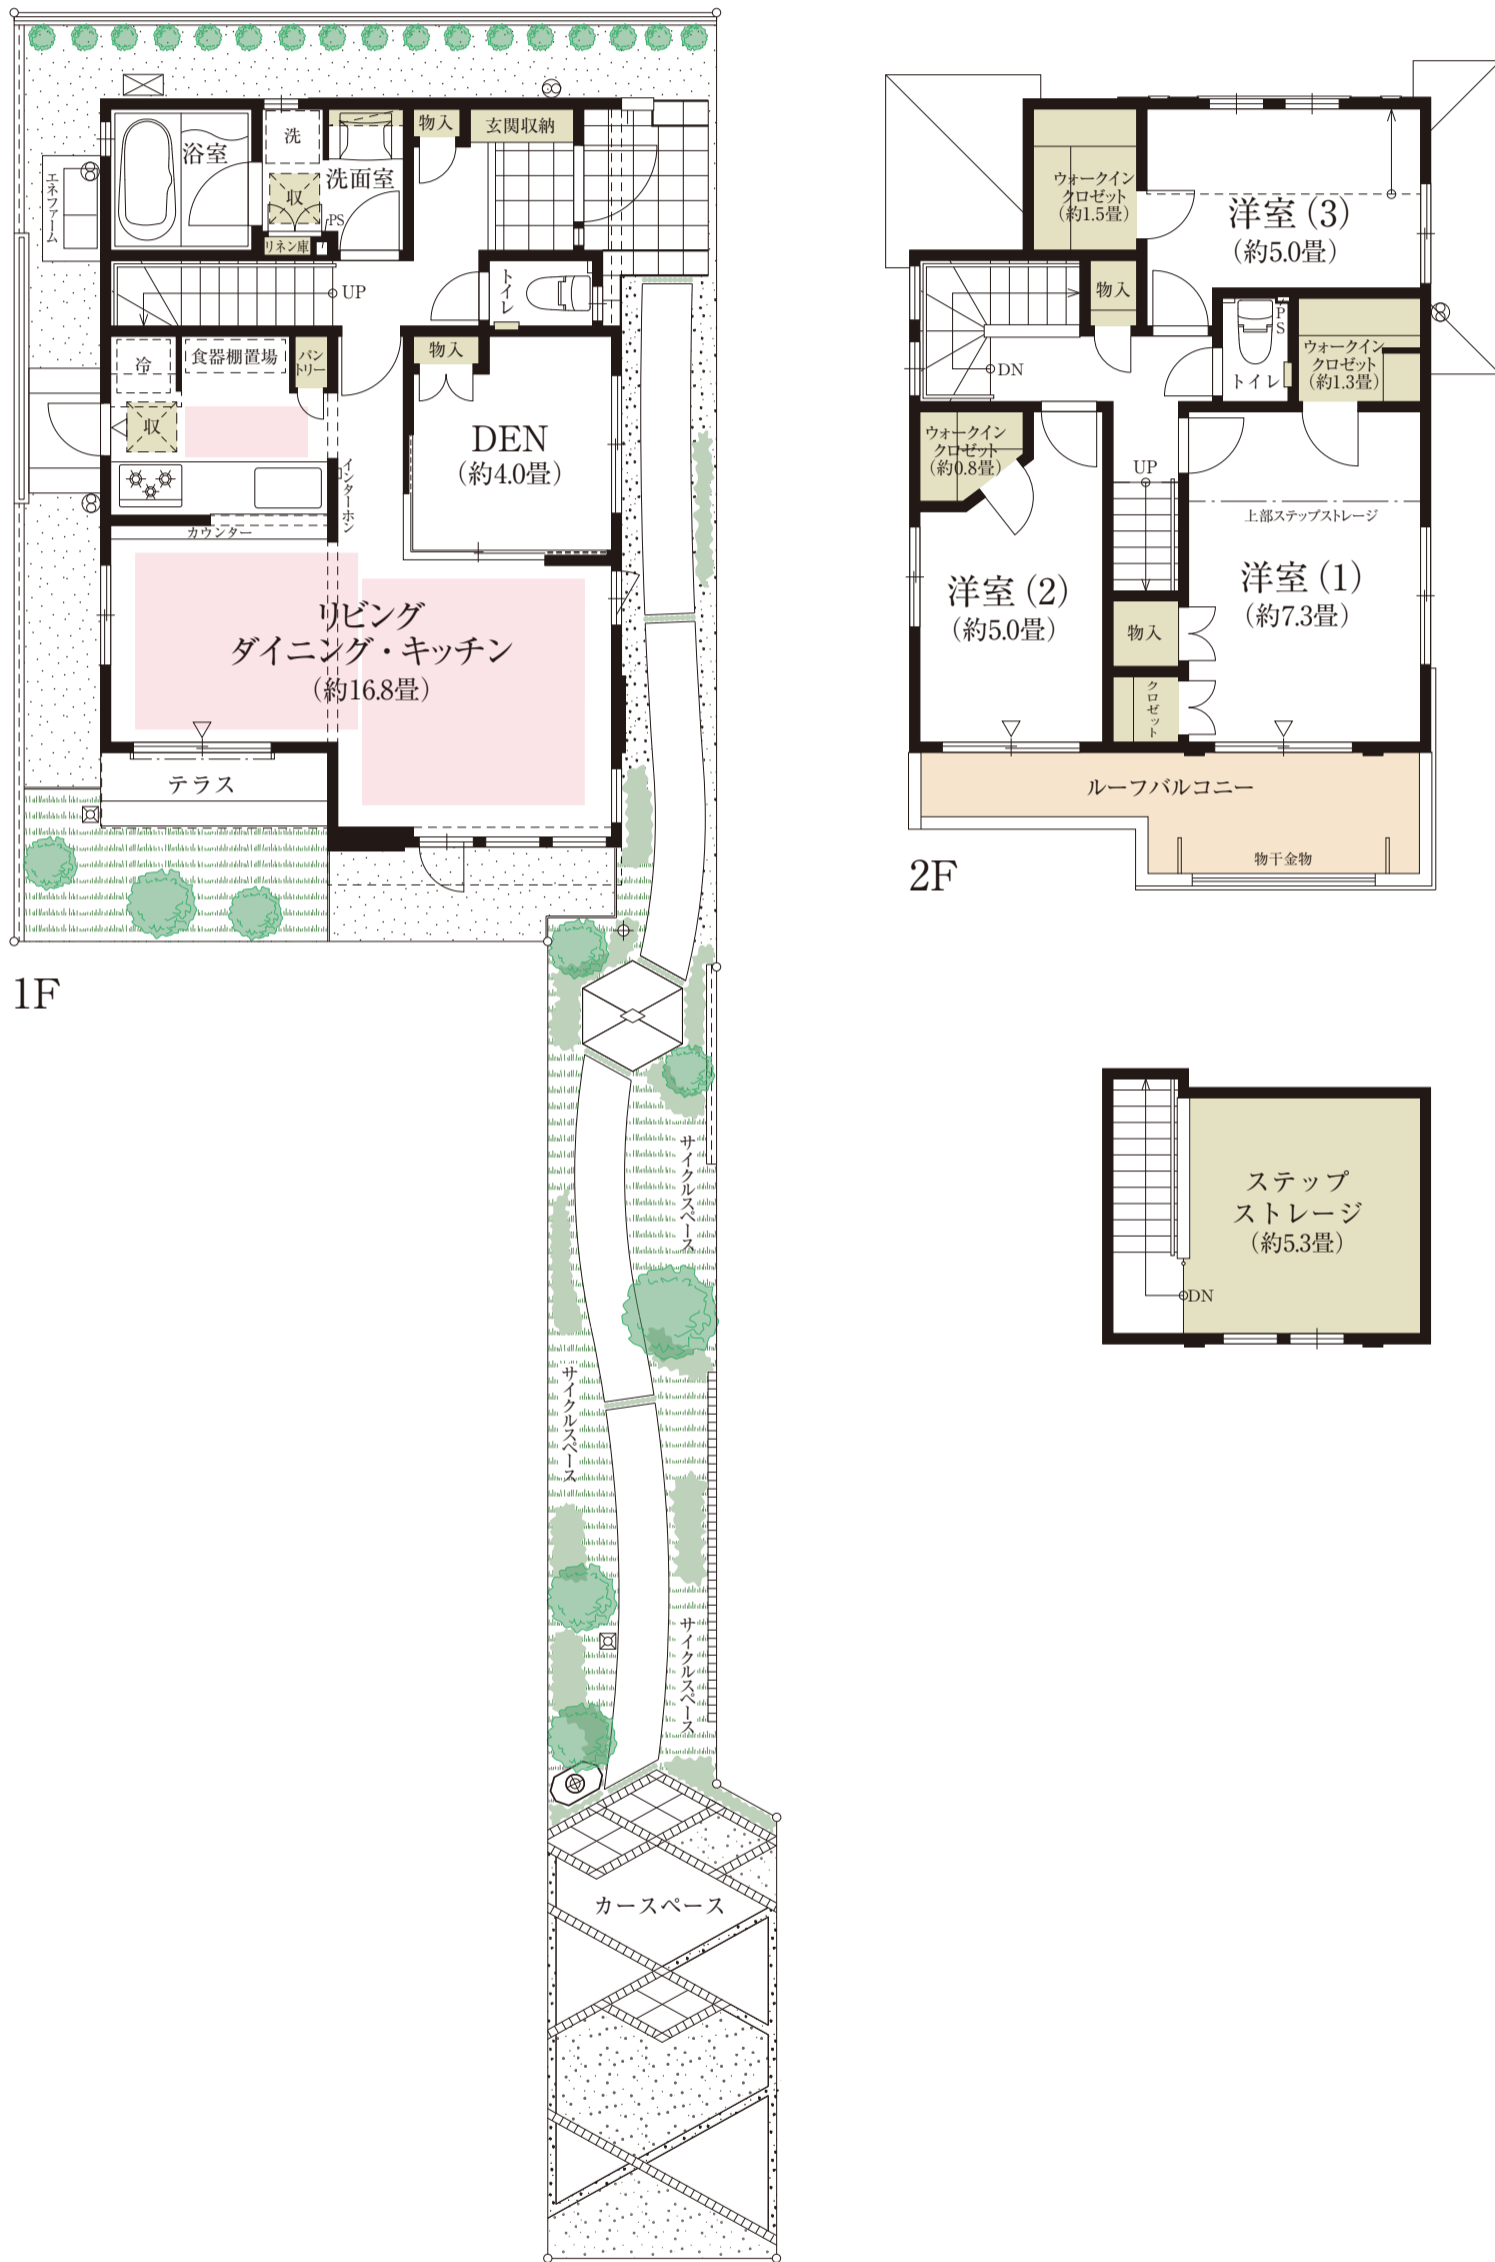 浴室
洗
収
洗面室
PS
リネン庫
物入
玄関収納
エネファーム
UP
トイレ
冷
食器棚置場
パン
トリー
物入
収
DEN
(約4.0畳)
インターホン
カウンター
リビング
ダイニング・キッチン
(約16.8畳)
テラス
1F
サイクルスペース
サイクルスペース
サイクルスペース
カースペース
ウォークイン
クロゼット
(約1.5畳)
洋室(3)
(約5.0畳)
物入
DN
PS
トイレ
ウォークイン
クロゼット
(約1.3畳)
ウォークイン
クロゼット
(約0.8畳)
UP
上部ステップストレージ
洋室(2)
(約5.0畳)
洋室(1)
(約7.3畳)
物入
クロゼット
ルーフバルコニー
物干金物
2F
ステップ
ストレージ
(約5.3畳)
DN